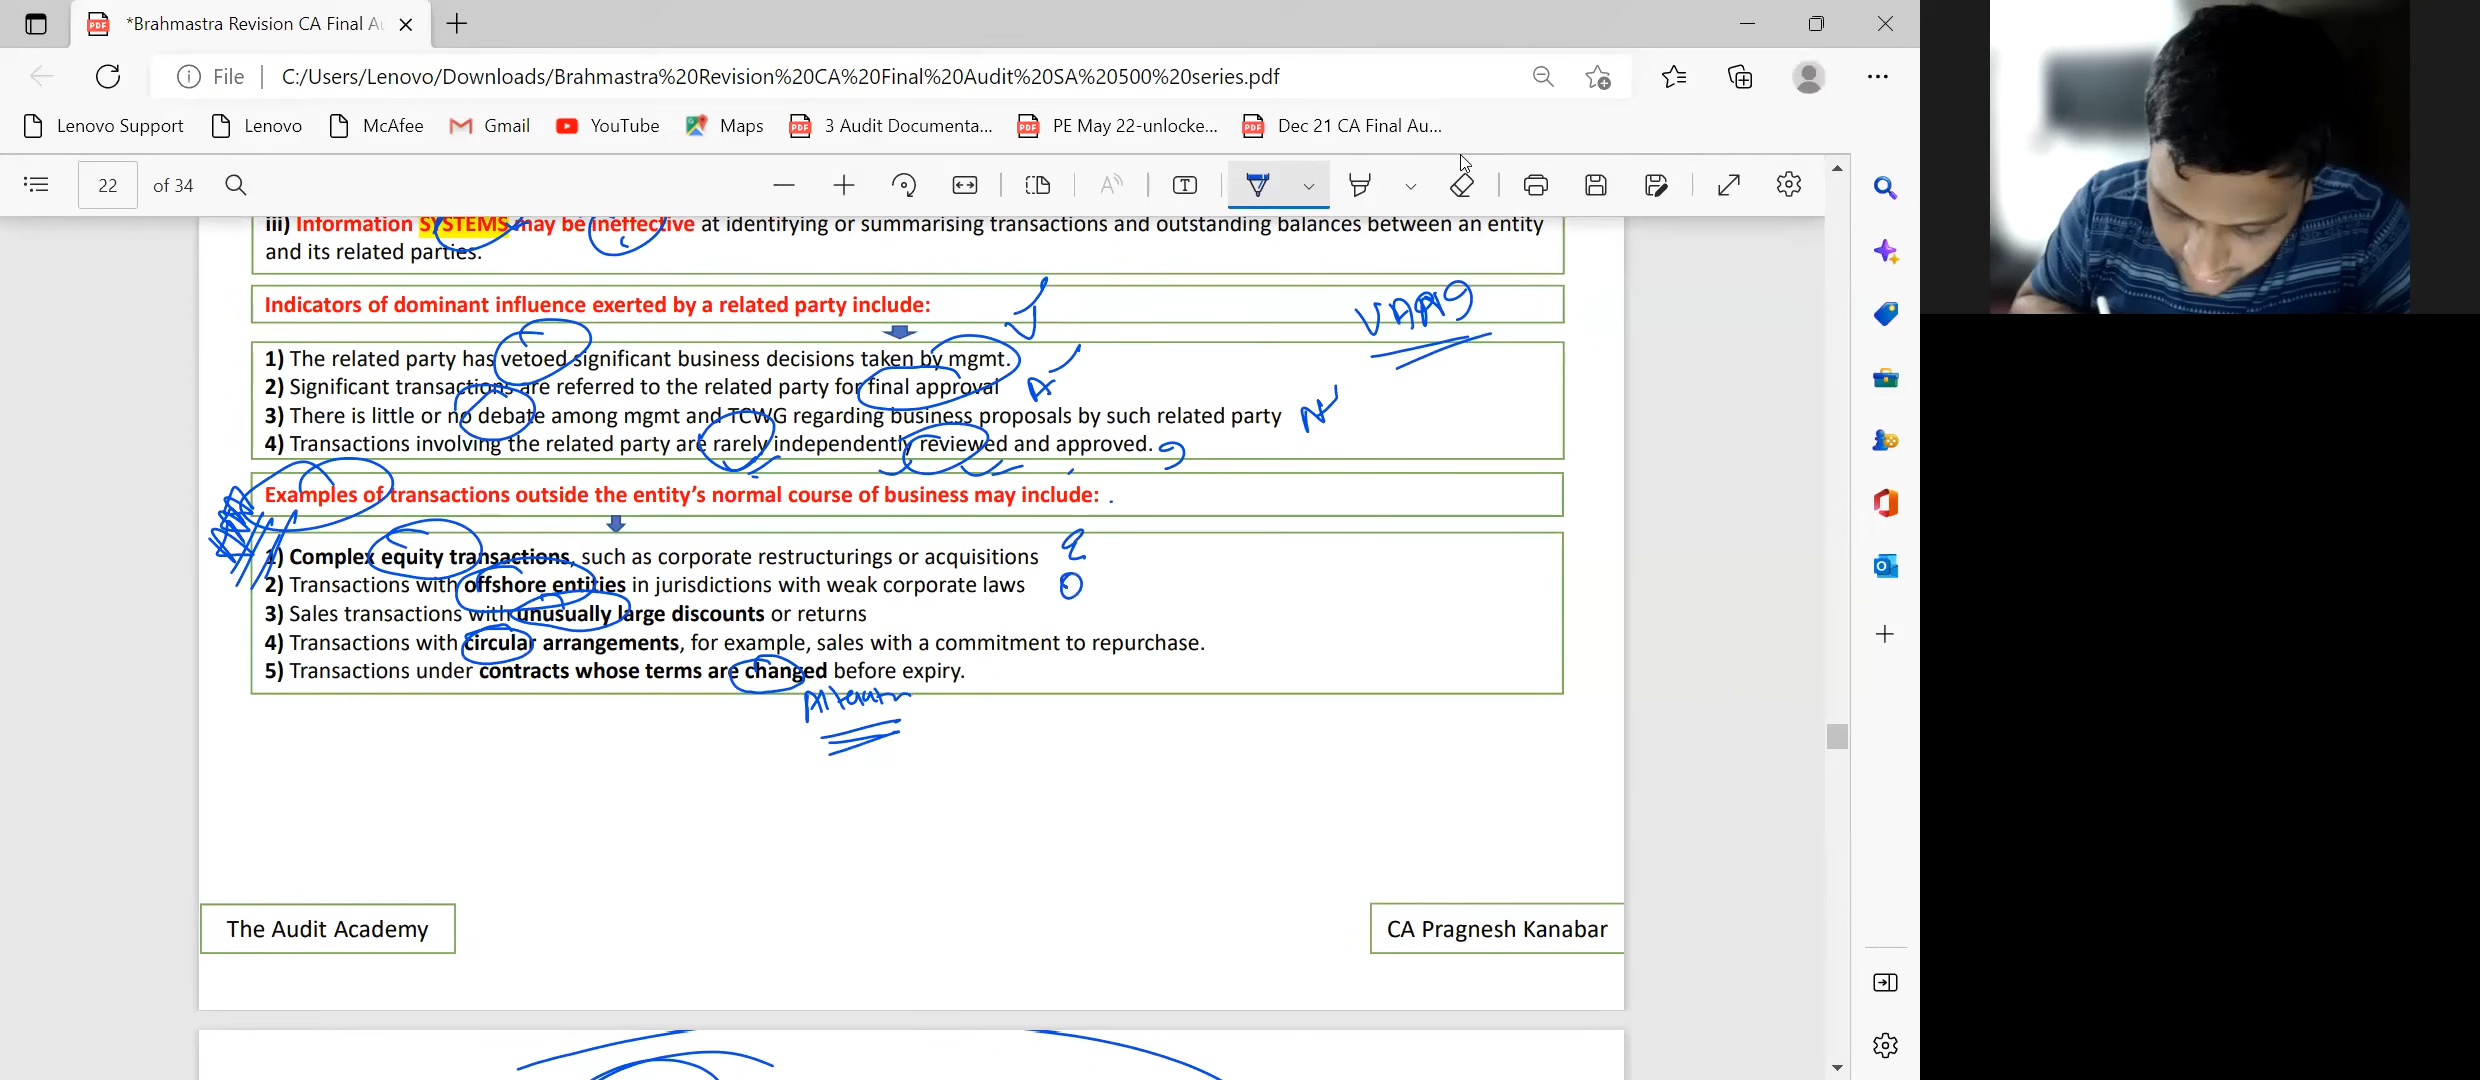 *Brahmastra Revision CA Final Au
File
C:/Users/Lenovo/Downloads/Brahmastra%20Revision%20CA%20Final%20Audit%20SA%20500%20series.pdf
Lenovo Support
Lenovo
McAfee
Gmail
YouTube
Maps
3 Audit Documenta...
PE May 22-unlocke...
Dec 21 CA Final Au...
22
of 34
iii) Information SYSTEMS may be ineffective at identifying or summarising transactions and outstanding balances between an entity
and its related parties.
Indicators of dominant influence exerted by a related party include:
1) The related party has vetoed significant business decisions taken by mgmt.
2) Significant transactions are referred to the related party for final approval
A
3) There is little or no debate among mgmt and TCWG regarding business proposals by such related party
N
4) Transactions involving the related party are rarely independently reviewed and approved.
Examples of transactions outside the entity's normal course of business may include:
1) Complex equity transactions, such as corporate restructurings or acquisitions
2) Transactions with offshore entities in jurisdictions with weak corporate laws
O
3) Sales transactions with unusually large discounts or returns
4) Transactions with circular arrangements, for example, sales with a commitment to repurchase.
5) Transactions under contracts whose terms are changed before expiry.
The Audit Academy
CA Pragnesh Kanabar